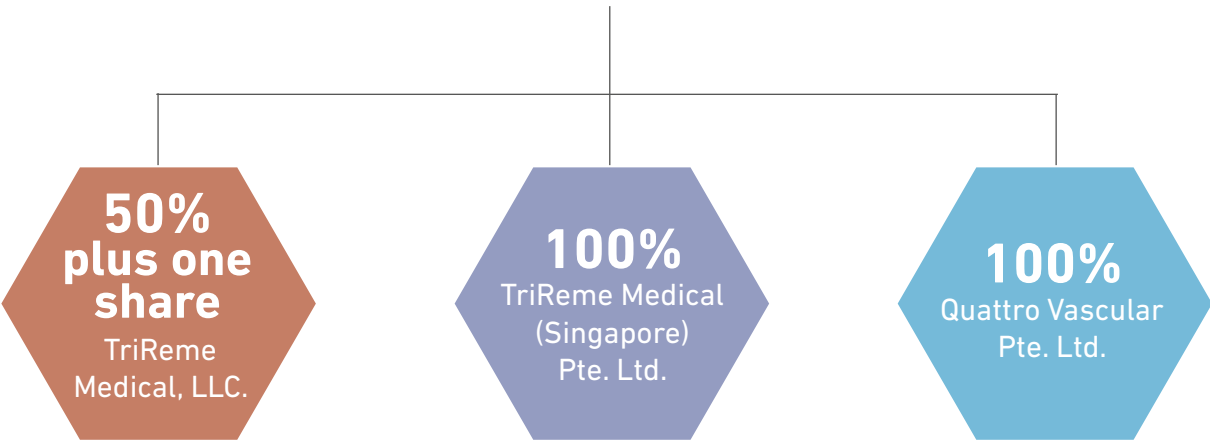 50%
plus one
share
TriReme
Medical, LLC.
100%
TriReme Medical
(Singapore)
Pte. Ltd.
100%
Quattro Vascular
Pte. Ltd.